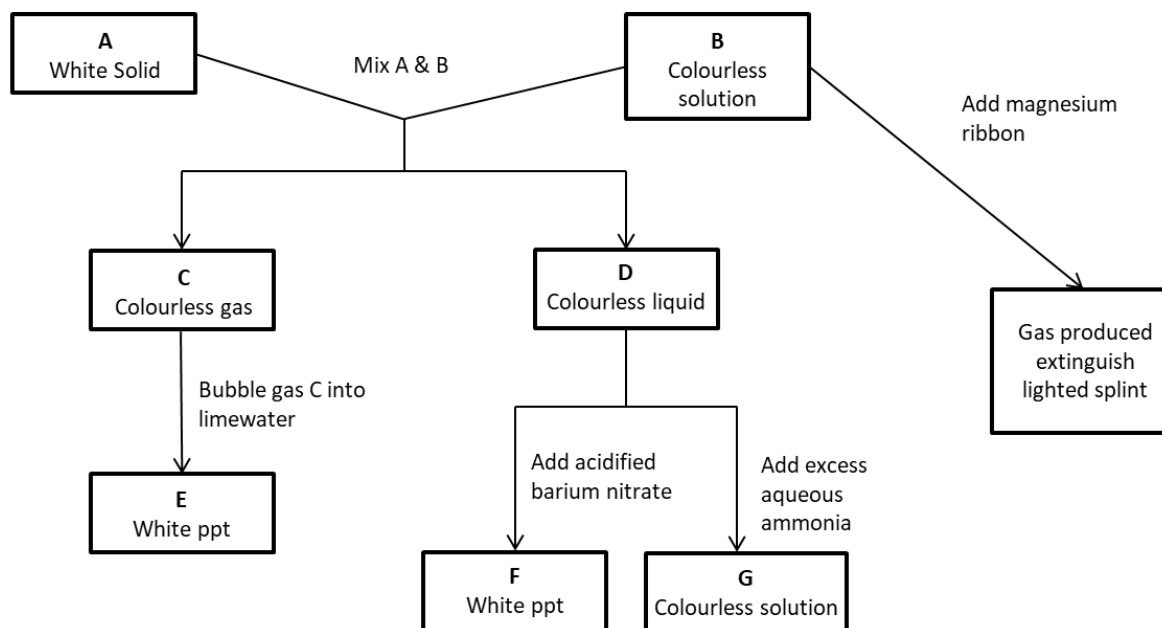 A
White Solid
Mix A & B
B
Colourless
solution
Add magnesium
ribbon
C
Colourless gas
D
Colourless liquid
Gas produced
extinguish
lighted splint
Bubble gas C into
limewater
Add acidified
barium nitrate
Add excess
aqueous
ammonia
E
White ppt
F
White ppt
G
Colourless solution